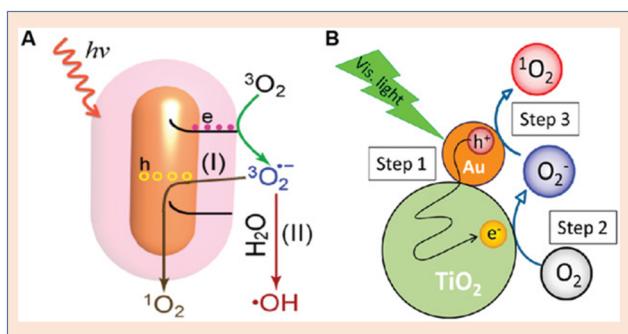 A
hν
³O₂
e
h
(I)
³O₂•−
H₂O
(II)
¹O₂
•OH
B
Vis. light
¹O₂
Step 3
h⁺
Au
Step 1
O₂⁻
e⁻
Step 2
TiO₂
O₂